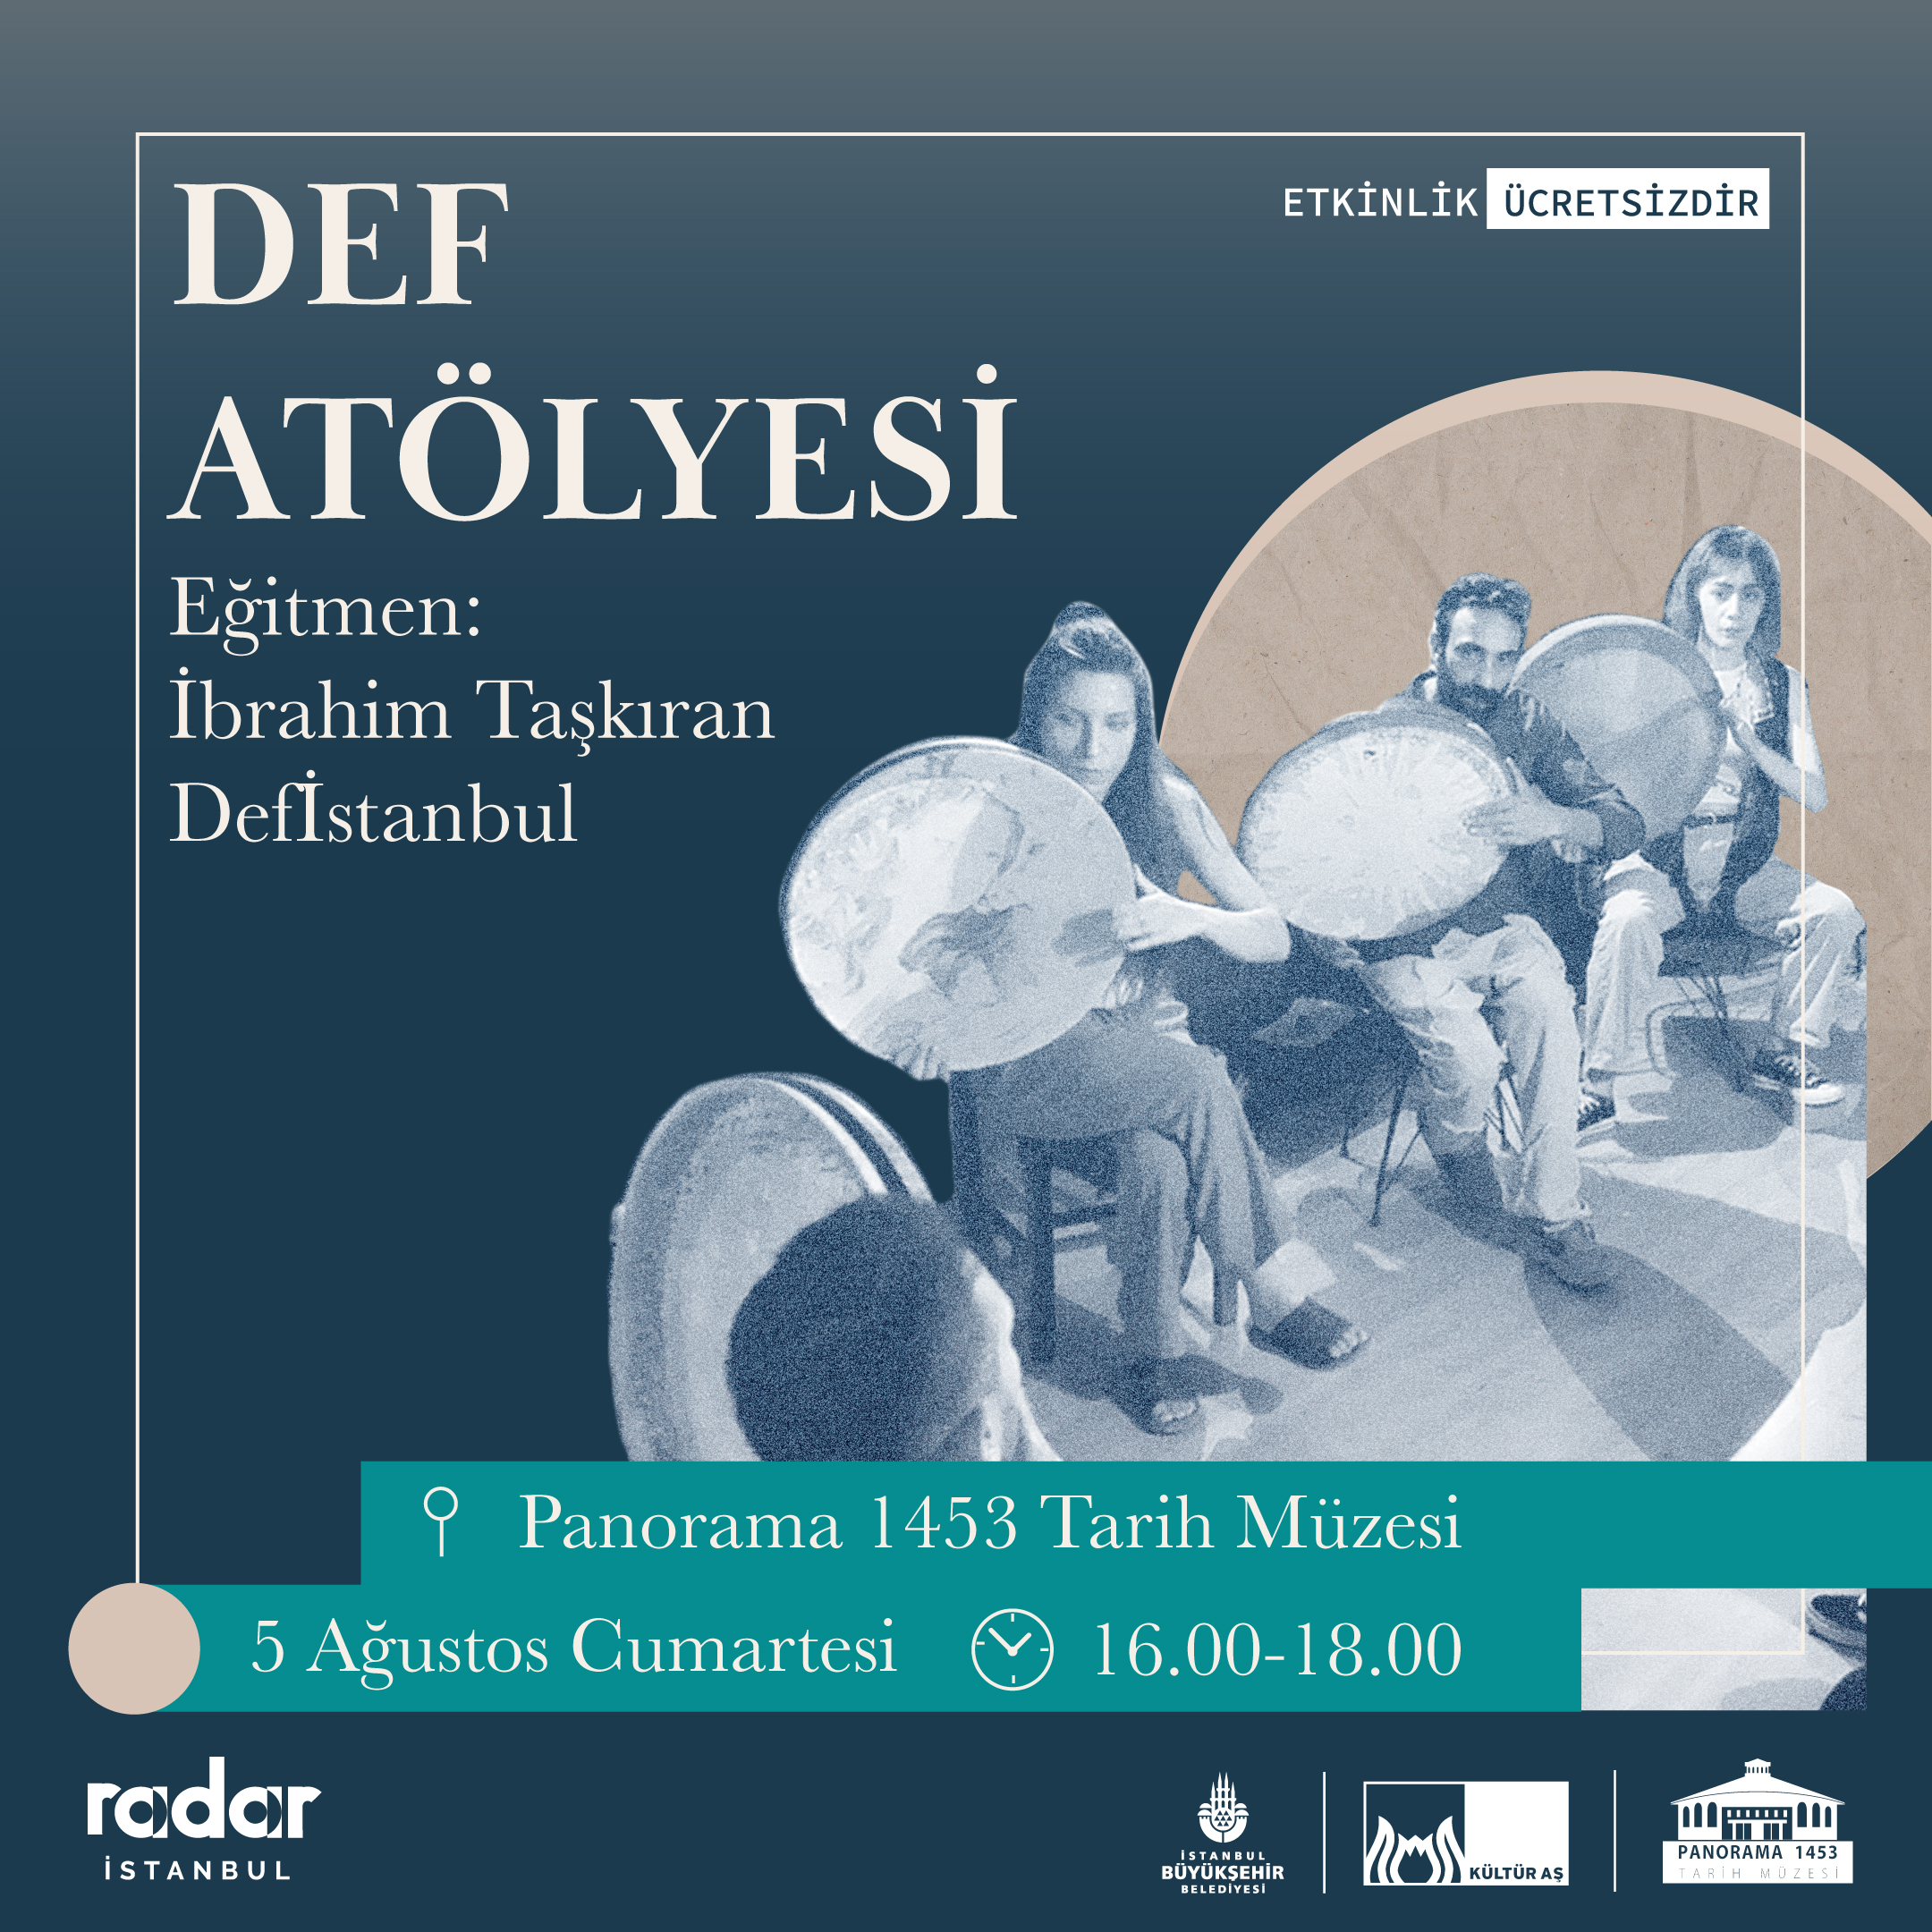 DEF
ATÖLYESİ
ETKİNLİK ÜCRETSİZDİR
Eğitmen:
İbrahim Taşkıran
Defİstanbul
Panorama 1453 Tarih Müzesi
5 Ağustos Cumartesi 16.00-18.00
radar
İSTANBUL
İSTANBUL
BÜYÜKŞEHİR
BELEDİYESİ
KÜLTÜR AŞ
PANORAMA 1453
TARİH MÜZESİ